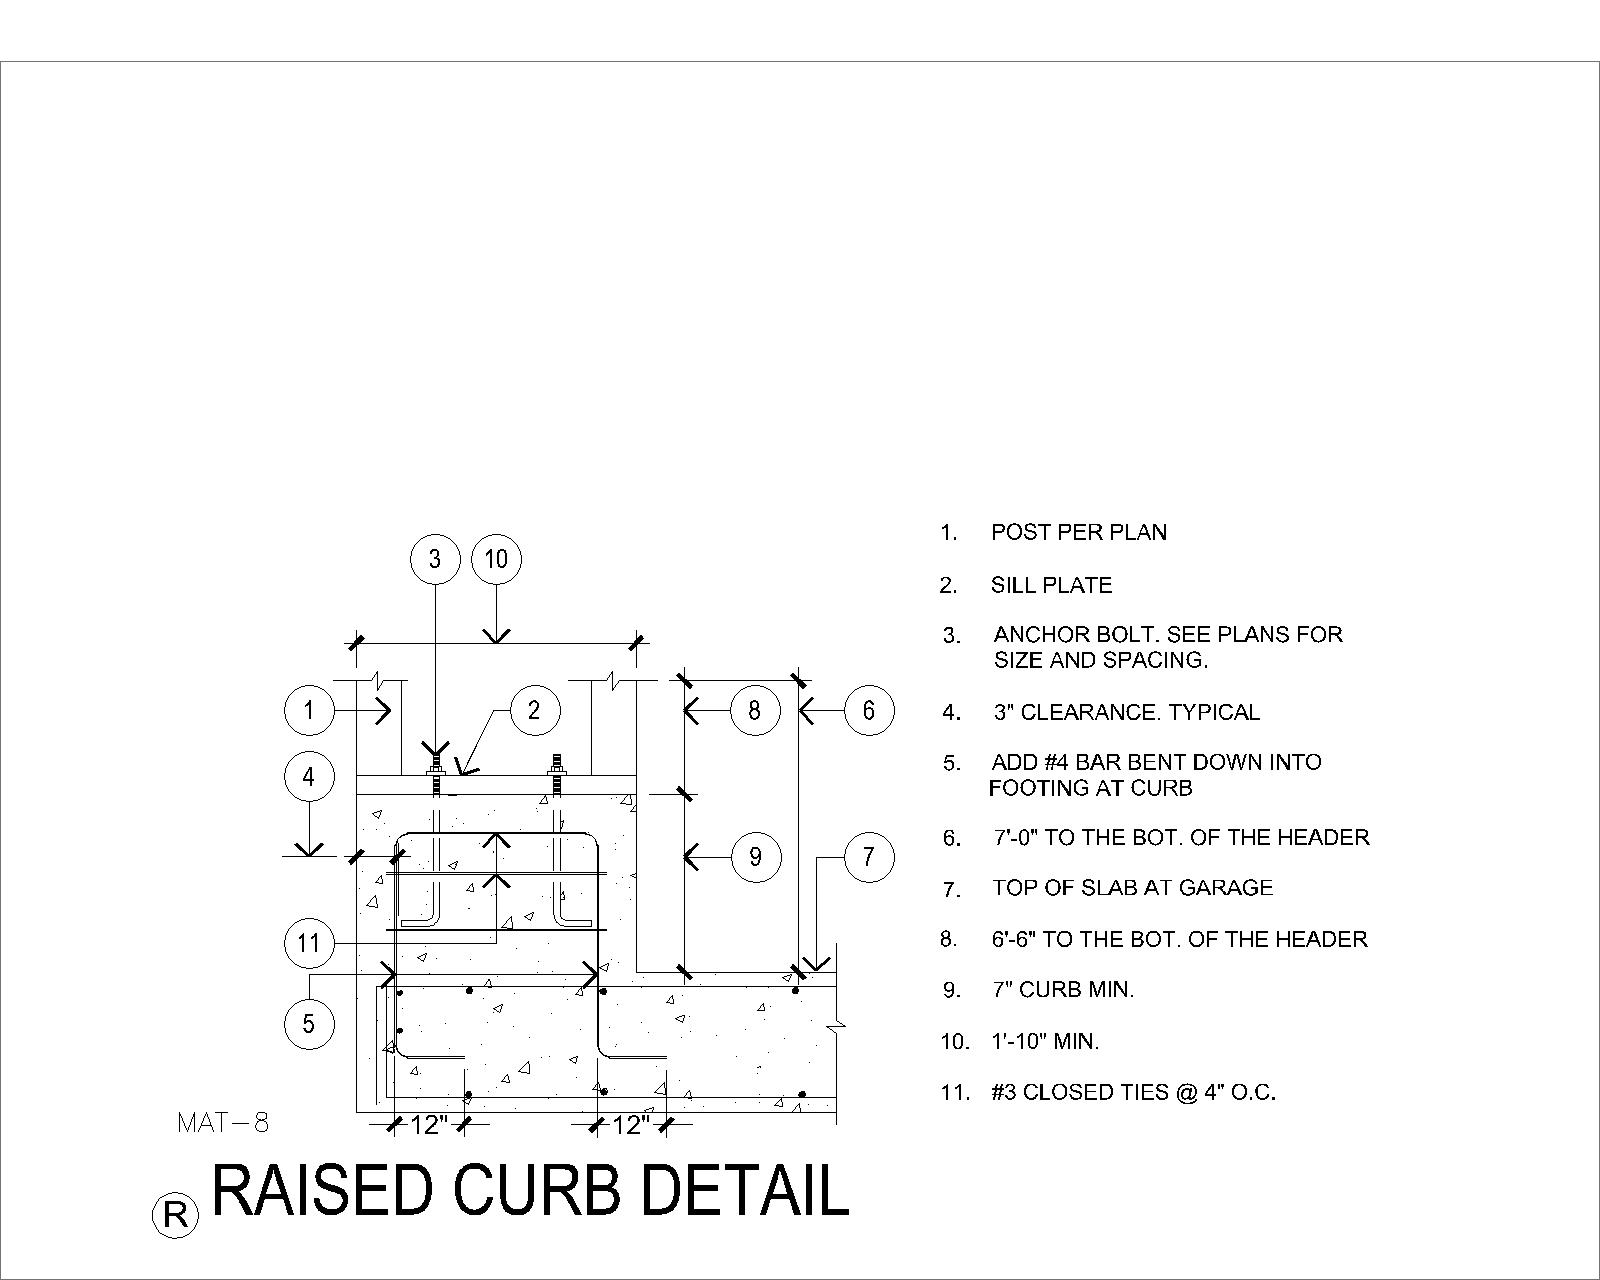 3 10
1 2 8 6
4
9 7
11
5
12" 12"
MAT-8
R RAISED CURB DETAIL
1. POST PER PLAN
2. SILL PLATE
3. ANCHOR BOLT. SEE PLANS FOR
SIZE AND SPACING.
4. 3" CLEARANCE. TYPICAL
5. ADD #4 BAR BENT DOWN INTO
FOOTING AT CURB
6. 7'-0" TO THE BOT. OF THE HEADER
7. TOP OF SLAB AT GARAGE
8. 6'-6" TO THE BOT. OF THE HEADER
9. 7" CURB MIN.
10. 1'-10" MIN.
11. #3 CLOSED TIES @ 4" O.C.